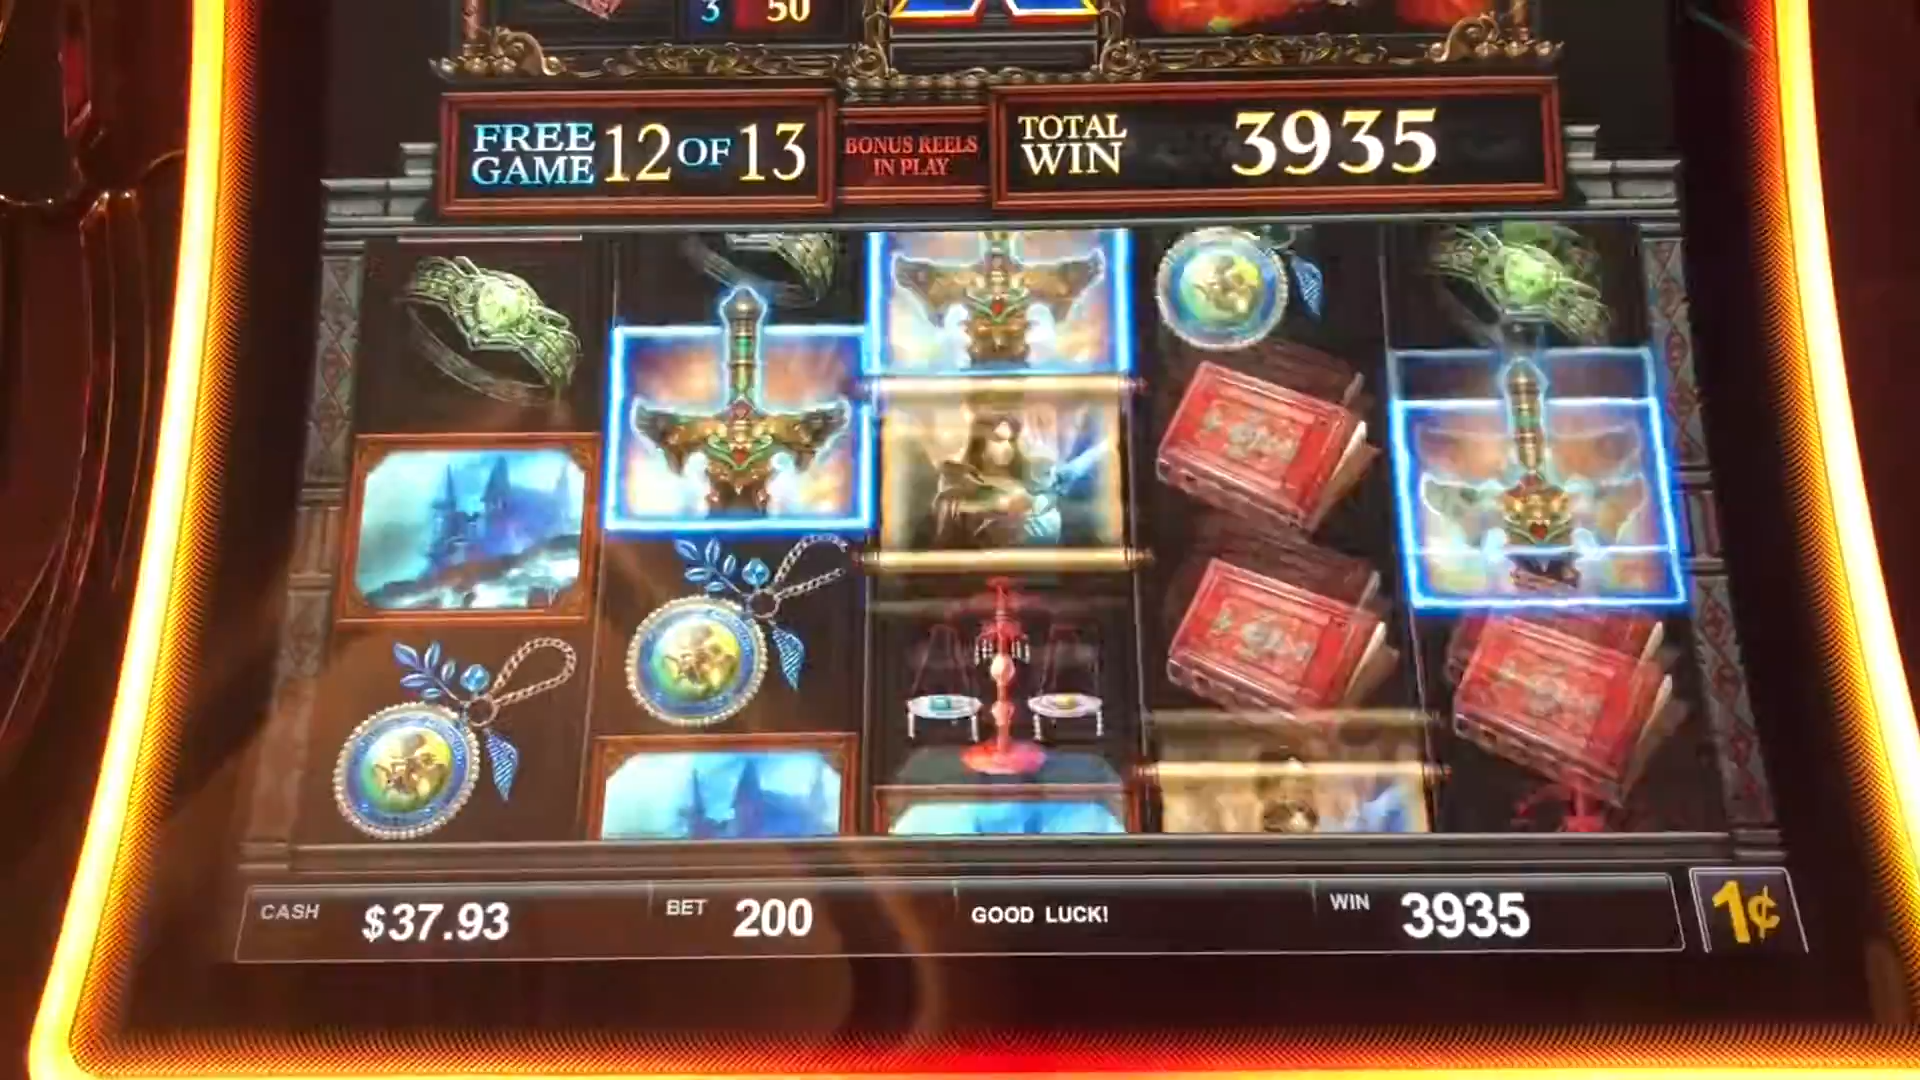 3 50
FREE GAME 12 OF 13
BONUS REELS IN PLAY
TOTAL WIN 3935
CASH $37.93 BET 200 GOOD LUCK! WIN 3935 1¢